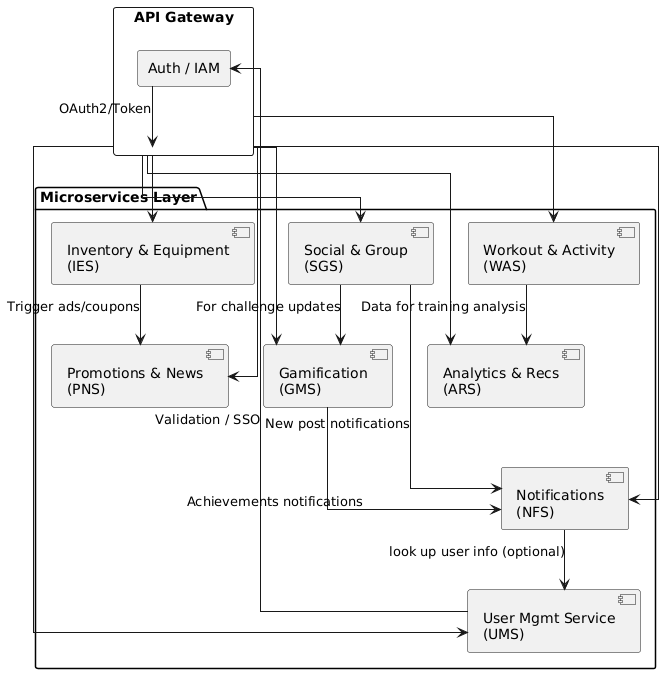 API Gateway
Auth / IAM
OAuth2/Token
Microservices Layer
Inventory & Equipment
(IES)
Social & Group
(SGS)
Workout & Activity
(WAS)
Trigger ads/coupons
For challenge updates
Data for training analysis
Promotions & News
(PNS)
Gamification
(GMS)
Analytics & Recs
(ARS)
Validation / SSO
New post notifications
Achievements notifications
Notifications
(NFS)
look up user info (optional)
User Mgmt Service
(UMS)